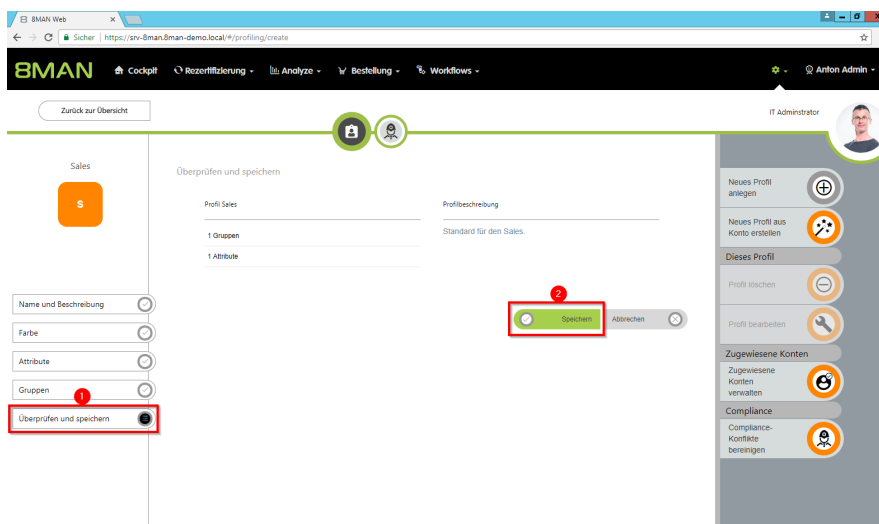 8MAN Web
Sicher | https://srv-8man.8man-demo.local/#/profiling/create
8MAN Cockpit Rezertifizierung Analyze Bestellung Workflows Anton Admin
Zurück zur Übersicht
IT Adminstrator
Sales
S
Name und Beschreibung
Farbe
Attribute
Gruppen
1
Überprüfen und speichern
Überprüfen und speichern
Profil Sales
1 Gruppen
1 Attribute
Profilbeschreibung
Standard für den Sales.
2
Speichern
Abbrechen
Neues Profil
anlegen
Neues Profil aus
Konto erstellen
Dieses Profil
Profil löschen
Profil bearbeiten
Zugewiesene Konten
Zugewiesene
Konten
verwalten
Compliance
Compliance-
Konflikte
bereinigen